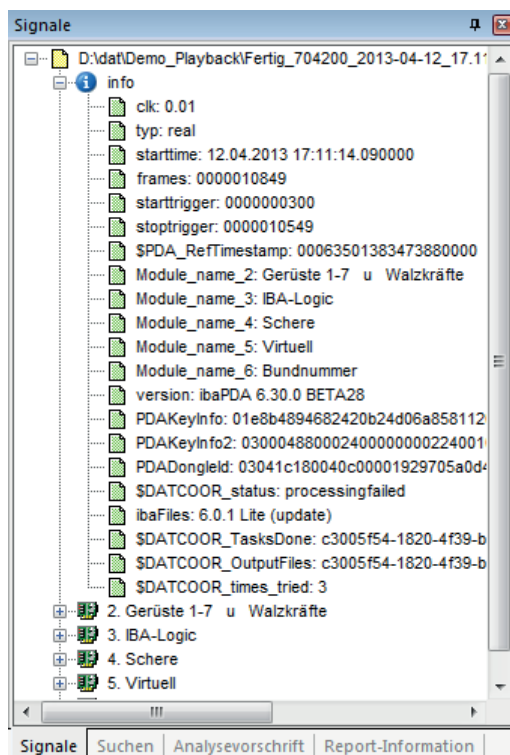 Signale
D:\dat\Demo_Playback\Fertig_704200_2013-04-12_17.1
info
clk: 0.01
typ: real
starttime: 12.04.2013 17:11:14.090000
frames: 0000010849
starttrigger: 0000000300
stoptrigger: 0000010549
$PDA_RefTimestamp: 00063501383473880000
Module_name_2: Gerüste 1-7 u Walzkräfte
Module_name_3: IBA-Logic
Module_name_4: Schere
Module_name_5: Virtuell
Module_name_6: Bundnummer
version: ibaPDA 6.30.0 BETA28
PDAKeyInfo: 01e8b4894682420b24d06a858112
PDAKeyInfo2: 030004880002400000000224001
PDADongleId: 03041c180040c00001929705a0d4
$DATCOOR_status: processingfailed
ibaFiles: 6.0.1 Lite (update)
$DATCOOR_TasksDone: c3005f54-1820-4f39-b
$DATCOOR_OutputFiles: c3005f54-1820-4f39-b
$DATCOOR_times_tried: 3
2. Gerüste 1-7 u Walzkräfte
3. IBA-Logic
4. Schere
5. Virtuell
Signale Suchen Analysevorschrift Report-Information